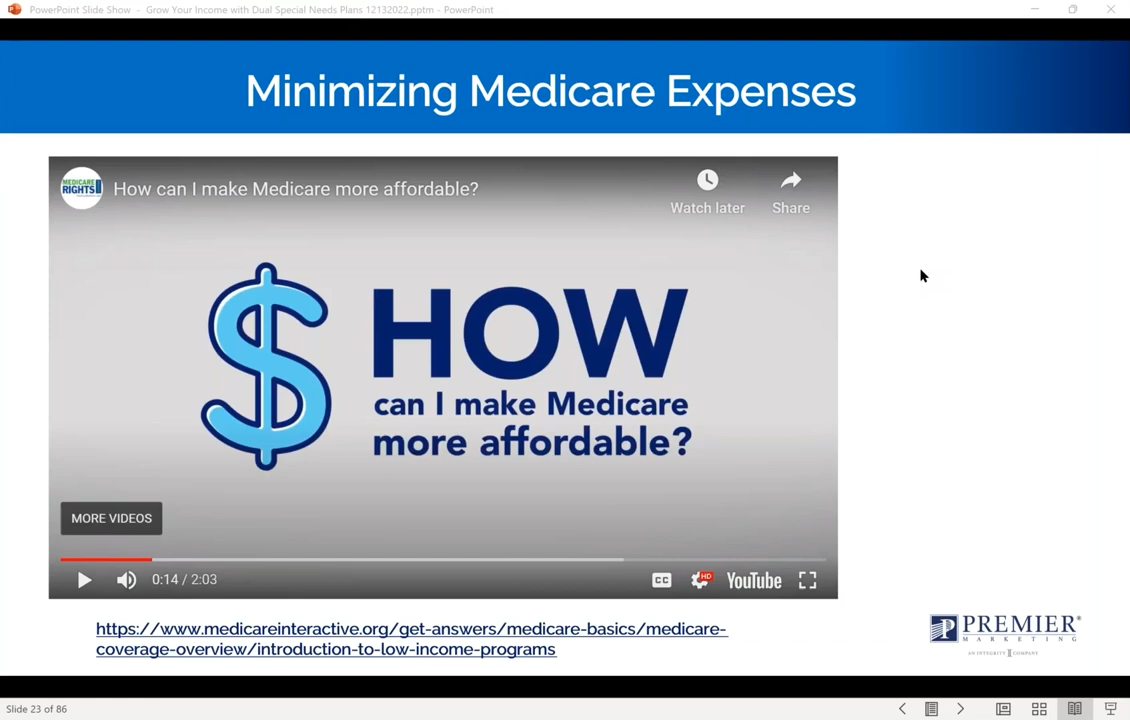 PowerPoint Slide Show - Grow Your Income with Dual Special Needs Plans 12132022.pptm - PowerPoint
Minimizing Medicare Expenses
MEDICARE
RIGHTS
How can I make Medicare more affordable?
Watch later
Share
$ HOW
can I make Medicare
more affordable?
MORE VIDEOS
0:14 / 2:03
CC
HD
YouTube
https://www.medicareinteractive.org/get-answers/medicare-basics/medicare-
coverage-overview/introduction-to-low-income-programs
PREMIER®
MARKETING
AN INTEGRITY COMPANY
Slide 23 of 86